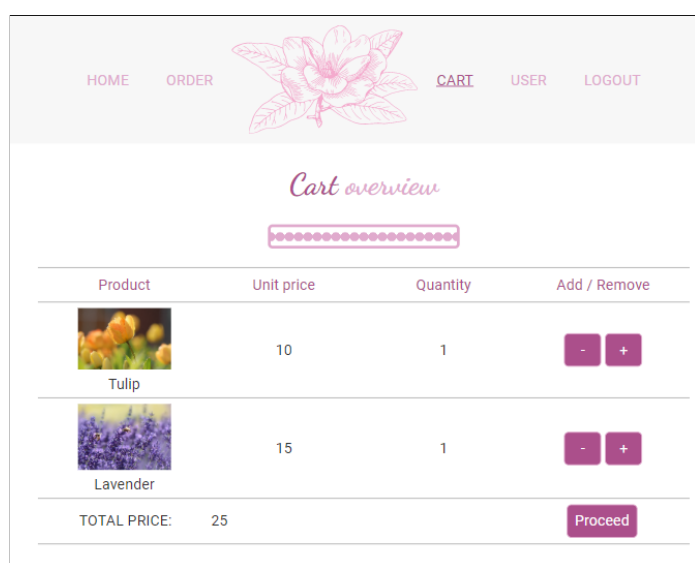 HOME ORDER CART USER LOGOUT
Cart overview
Product Unit price Quantity Add / Remove
10 1 - +
Tulip
15 1 - +
Lavender
TOTAL PRICE: 25 Proceed